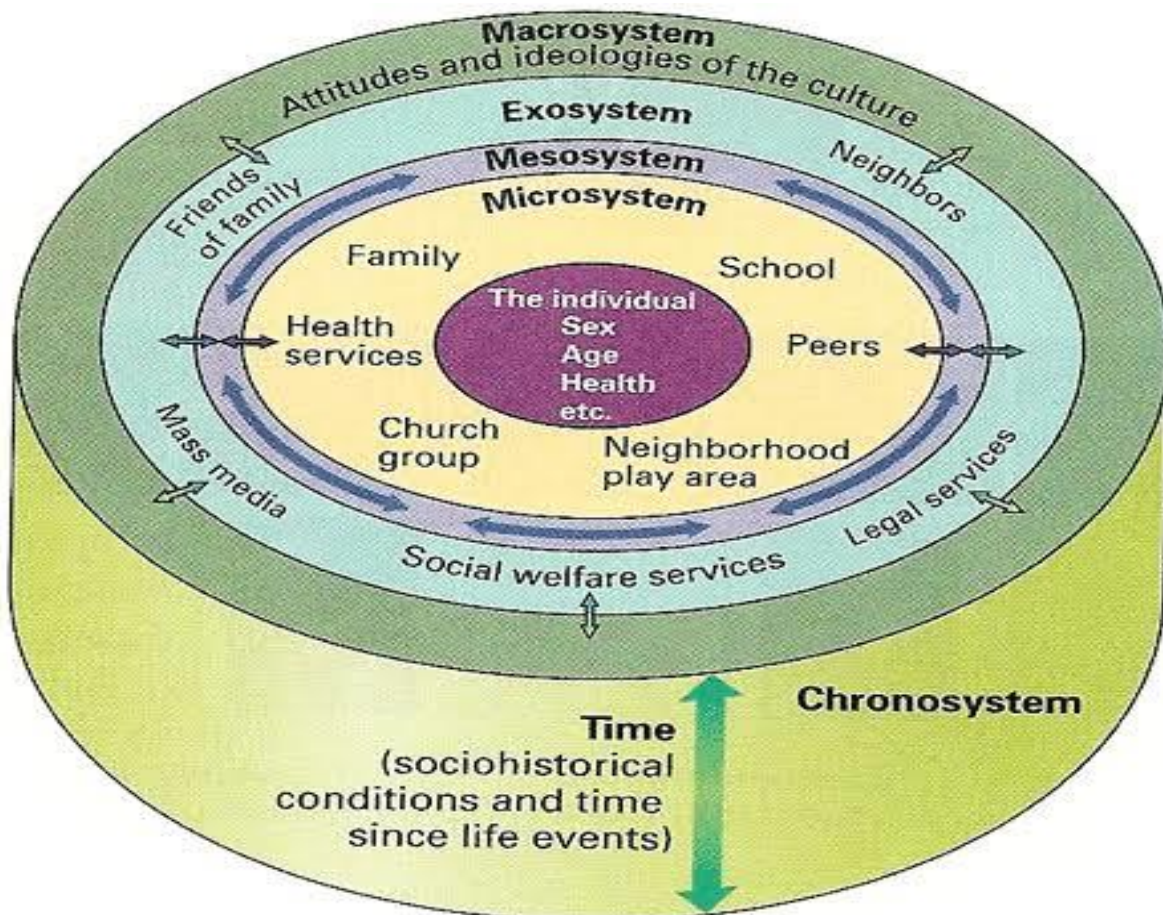 Macrosystem
Attitudes and ideologies of the culture
Exosystem
Mesosystem
Microsystem
Friends
of family
Neighbors
Family
School
The individual
Sex
Age
Health
etc.
Health
services
Peers
Church
group
Neighborhood
play area
Mass media
Legal services
Social welfare services
Chronosystem
Time
(sociohistorical
conditions and time
since life events)